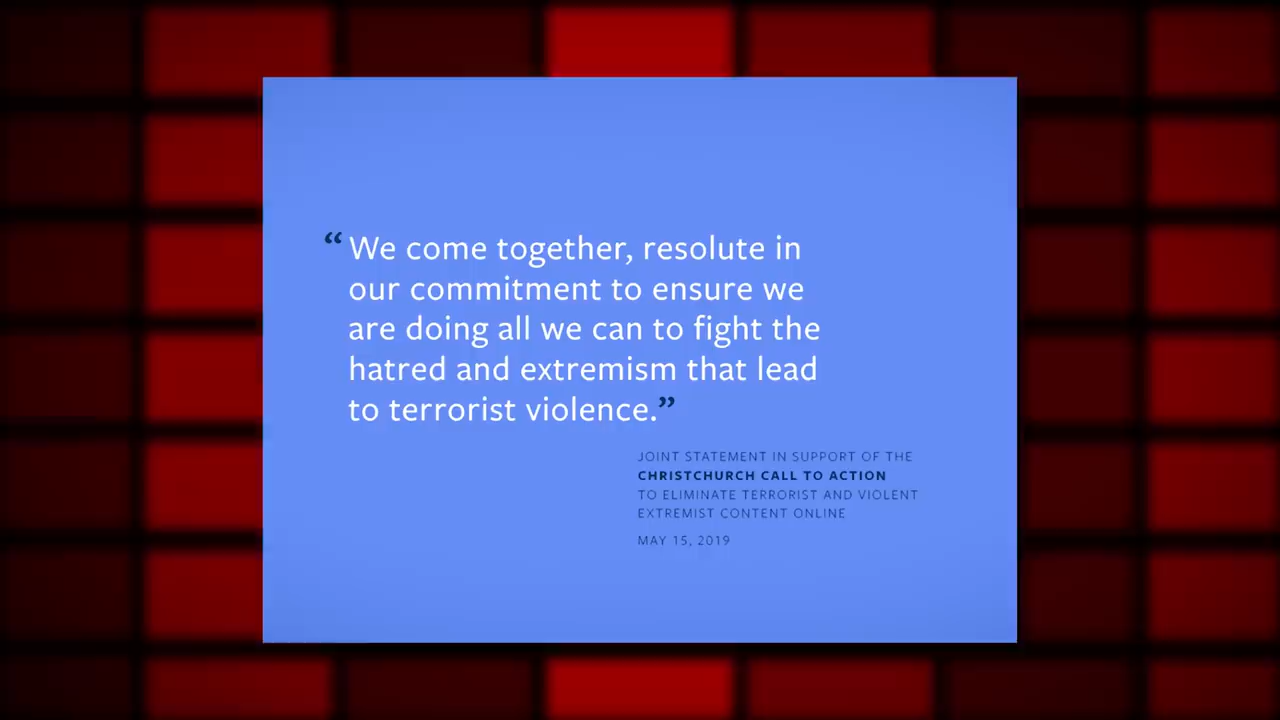 “We come together, resolute in
our commitment to ensure we
are doing all we can to fight the
hatred and extremism that lead
to terrorist violence.”
JOINT STATEMENT IN SUPPORT OF THE
CHRISTCHURCH CALL TO ACTION
TO ELIMINATE TERRORIST AND VIOLENT
EXTREMIST CONTENT ONLINE
MAY 15, 2019